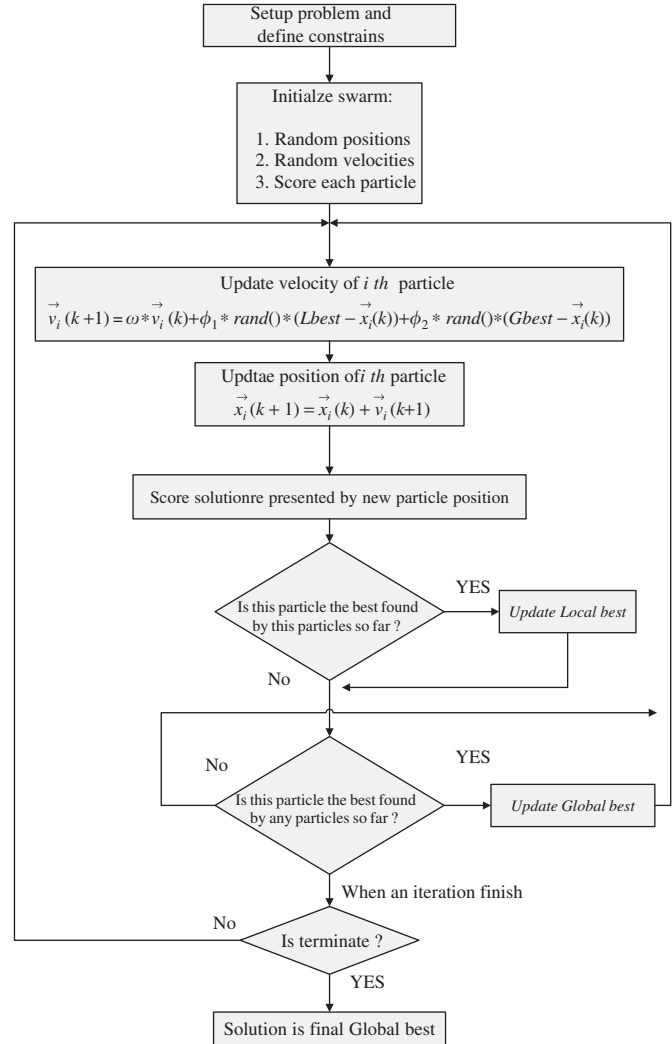 Setup problem and
define constrains
Initialze swarm:
1. Random positions
2. Random velocities
3. Score each particle
Update velocity of i th particle
v⃗ᵢ (k+1) = ω*v⃗ᵢ (k)+ϕ₁* rand()*(Lbest − x⃗ᵢ(k))+ϕ₂* rand()*(Gbest − x⃗ᵢ(k))
Updtae position ofi th particle
x⃗ᵢ(k + 1) = x⃗ᵢ(k) + v⃗ᵢ(k+1)
Score solutionre presented by new particle position
Is this particle the best found
by this particles so far ?
YES
Update Local best
No
No
Is this particle the best found
by any particles so far ?
YES
Update Global best
When an iteration finish
No
Is terminate ?
YES
Solution is final Global best